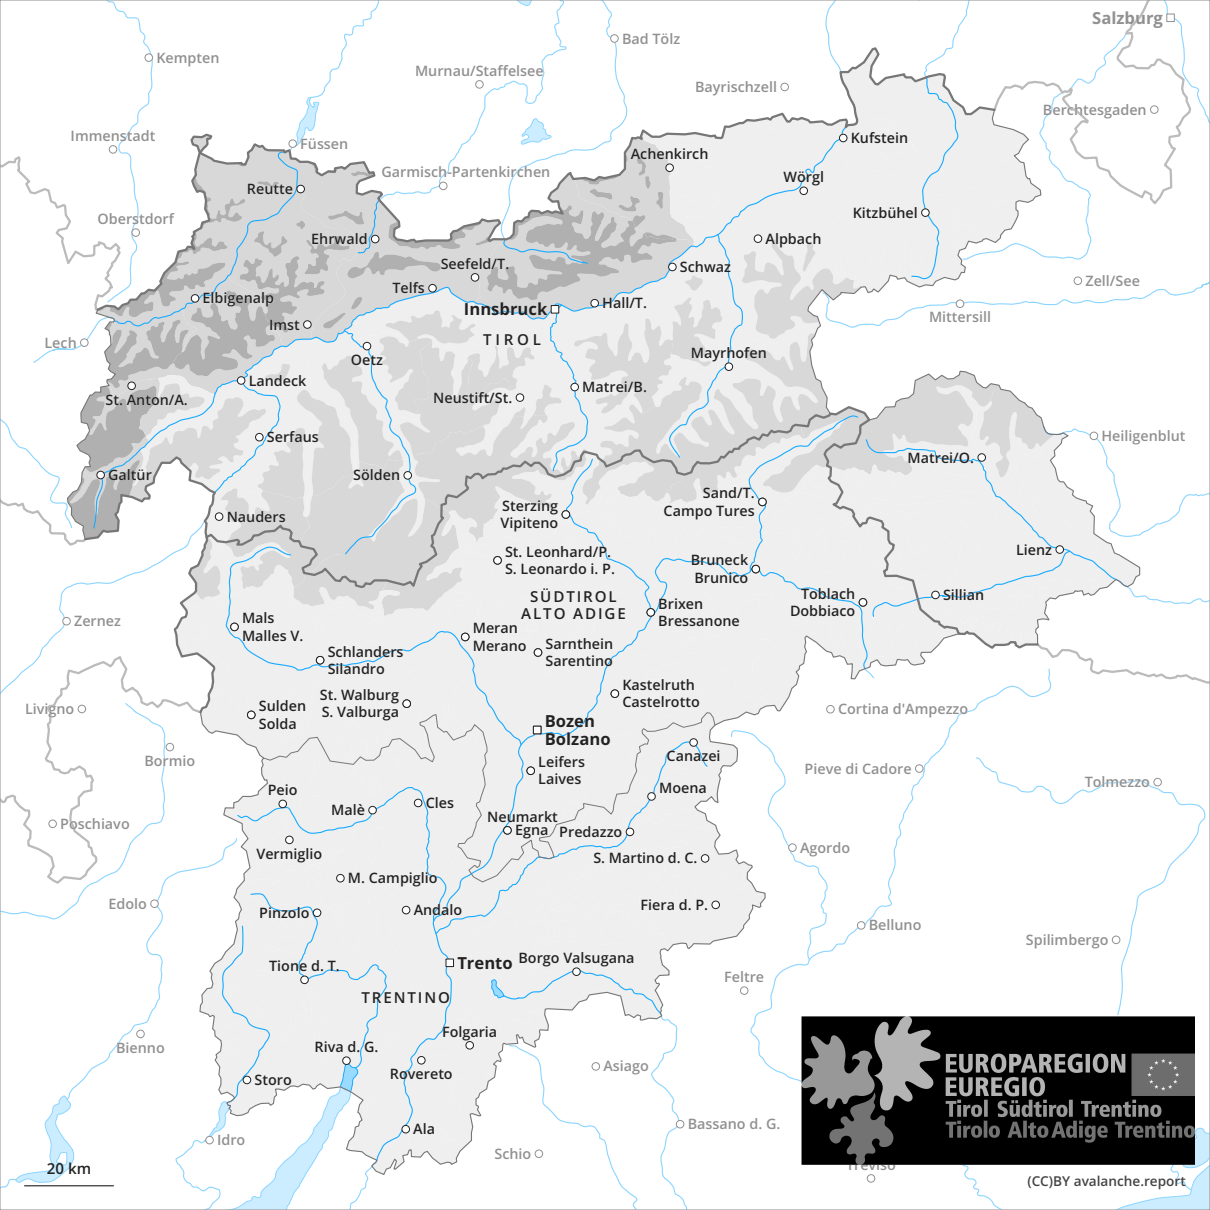 Salzburg
Kempten
Bad Tölz
Murnau/Staffelsee
Bayrischzell
Berchtesgaden
Immenstadt
Füssen
Kufstein
Achenkirch
Garmisch-Partenkirchen
Wörgl
Reutte
Oberstdorf
Kitzbühel
Ehrwald
Alpbach
Seefeld/T.
Schwaz
Zell/See
Telfs
Elbigenalp
Hall/T.
Innsbruck
Mittersill
Imst
TIROL
Lech
Oetz
Mayrhofen
Landeck
Matrei/B.
St. Anton/A.
Neustift/St.
Serfaus
Heiligenblut
Matrei/O.
Galtür
Sölden
Sand/T.
Campo Tures
Sterzing
Vipiteno
Nauders
Lienz
St. Leonhard/P.
S. Leonardo i. P.
Bruneck
Brunico
SÜDTIROL
ALTO ADIGE
Toblach
Dobbiaco
Sillian
Brixen
Bressanone
Mals
Malles V.
Zernez
Meran
Merano
Sarnthein
Sarentino
Schlanders
Silandro
Kastelruth
Castelrotto
St. Walburg
S. Valburga
Sulden
Solda
Livigno
Cortina d'Ampezzo
Bozen
Bolzano
Bormio
Canazei
Leifers
Laives
Pieve di Cadore
Tolmezzo
Peio
Moena
Malè
Cles
Neumarkt
Egna
Predazzo
Poschiavo
Vermiglio
S. Martino d. C.
Agordo
M. Campiglio
Edolo
Pinzolo
Andalo
Fiera d. P.
Belluno
Spilimbergo
Trento
Borgo Valsugana
Tione d. T.
Feltre
TRENTINO
Folgaria
Bienno
Riva d. G.
Rovereto
Asiago
Storo
EUROPAREGION
EUREGIO
Tirol Südtirol Trentino
Tirolo Alto Adige Trentino
Ala
Bassano d. G.
Idro
Schio
Treviso
20 km
(CC)BY avalanche.report